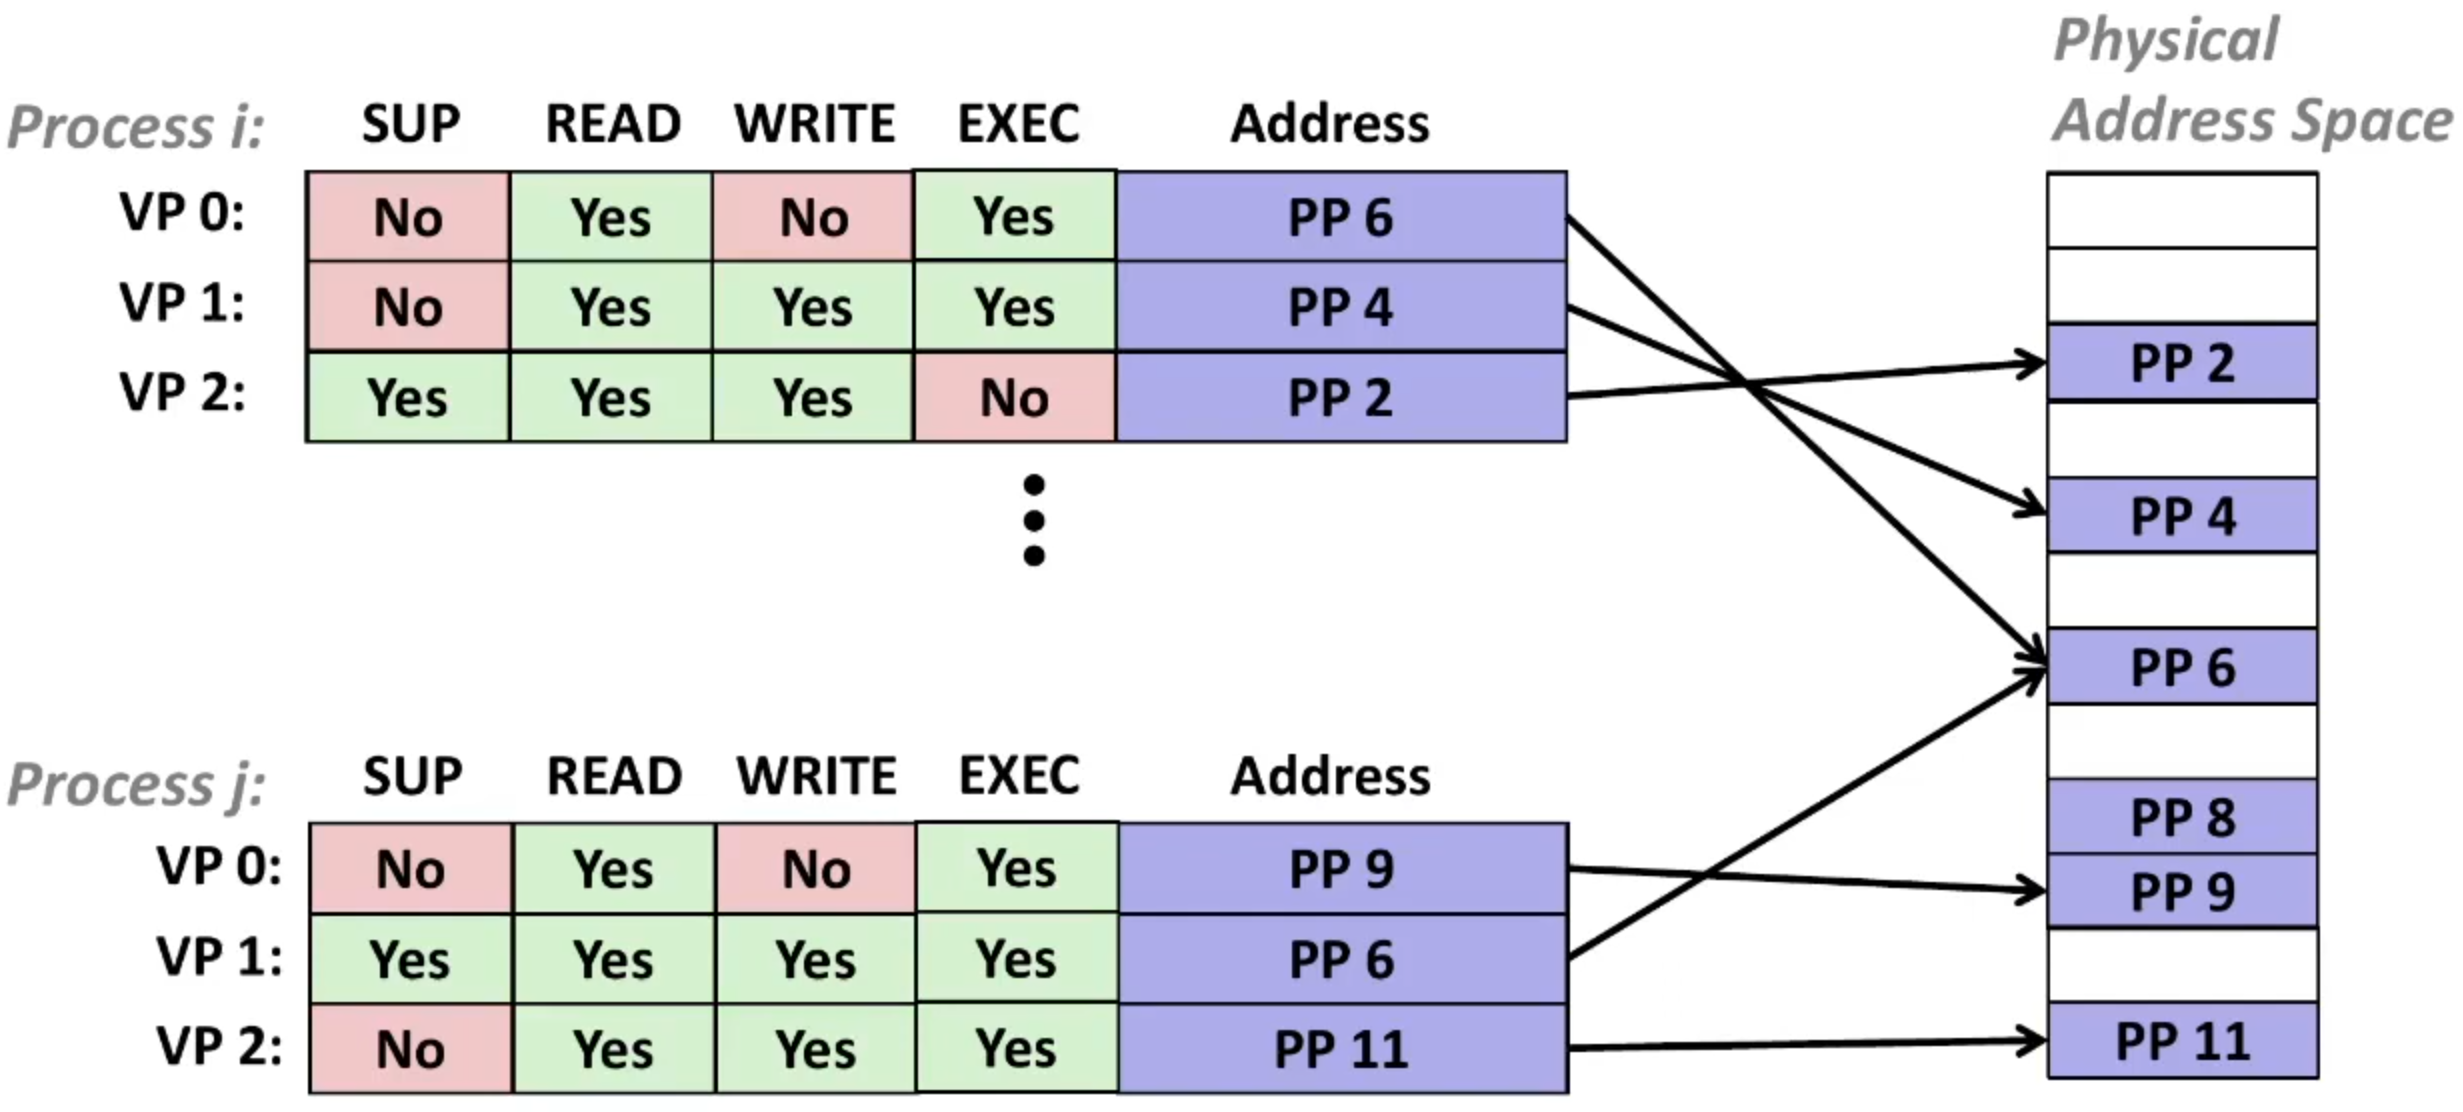 Physical
Address Space
Process i: SUP READ WRITE EXEC Address
VP 0: No Yes No Yes PP 6
VP 1: No Yes Yes Yes PP 4
VP 2: Yes Yes Yes No PP 2
PP 2
PP 4
PP 6
PP 8
PP 9
PP 11
Process j: SUP READ WRITE EXEC Address
VP 0: No Yes No Yes PP 9
VP 1: Yes Yes Yes Yes PP 6
VP 2: No Yes Yes Yes PP 11